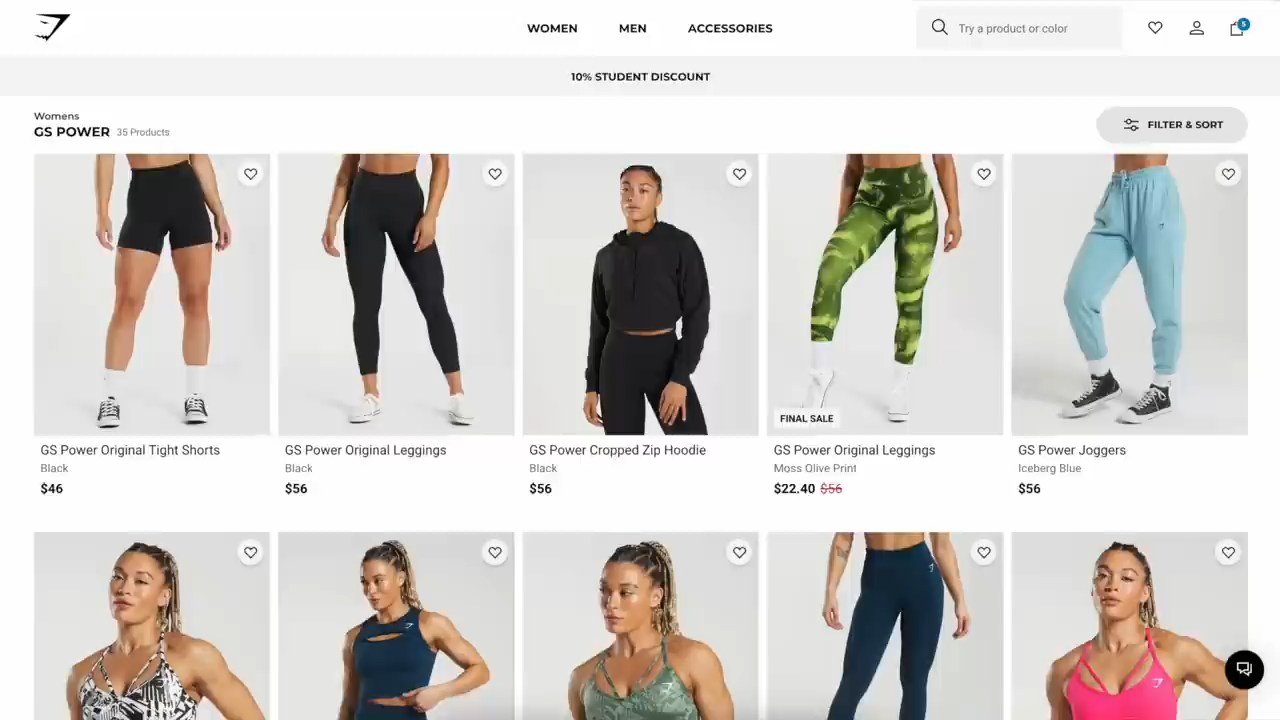 WOMEN
MEN
ACCESSORIES
Try a product or color
5
10% STUDENT DISCOUNT
Womens
GS POWER 35 Products
FILTER & SORT
FINAL SALE
GS Power Original Tight Shorts
Black
$46
GS Power Original Leggings
Black
$56
GS Power Cropped Zip Hoodie
Black
$56
GS Power Original Leggings
Moss Olive Print
$22.40 $56
GS Power Joggers
Iceberg Blue
$56